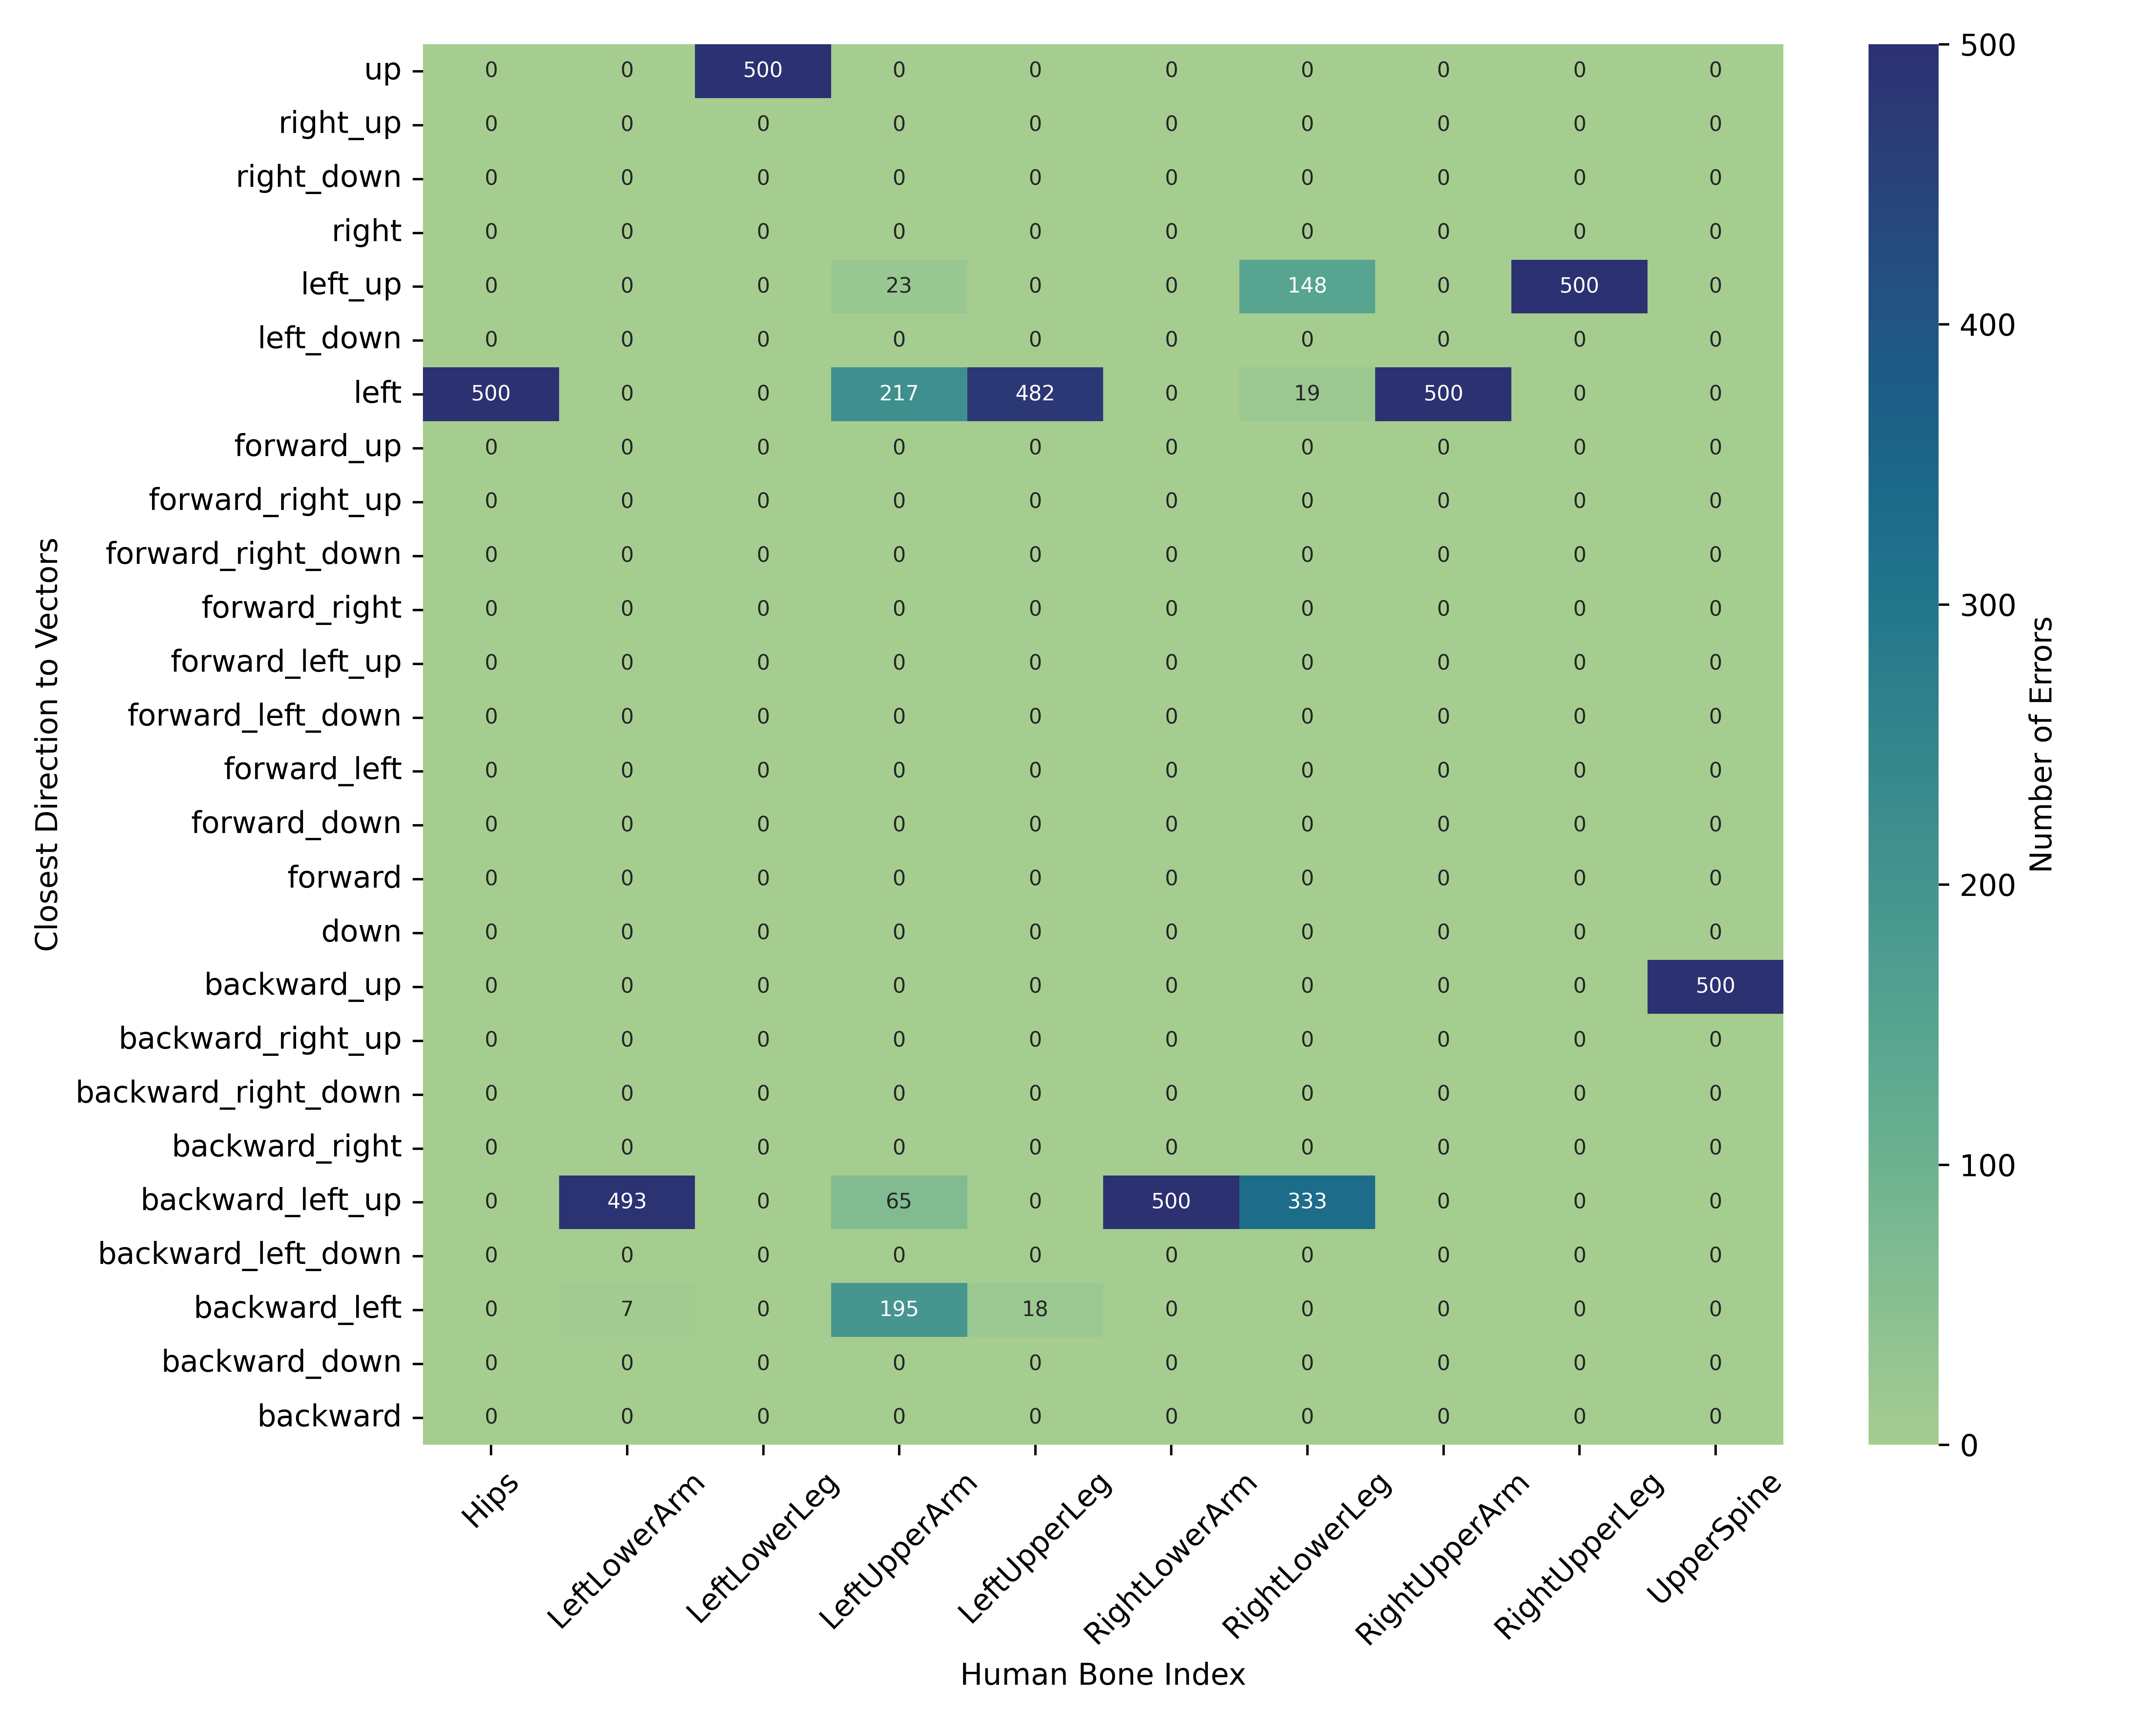 up 0 0 500 0 0 0 0 0 0 0
right_up 0 0 0 0 0 0 0 0 0 0
right_down 0 0 0 0 0 0 0 0 0 0
right 0 0 0 0 0 0 0 0 0 0
left_up 0 0 0 23 0 0 148 0 500 0
left_down 0 0 0 0 0 0 0 0 0 0
left 500 0 0 217 482 0 19 500 0 0
forward_up 0 0 0 0 0 0 0 0 0 0
forward_right_up 0 0 0 0 0 0 0 0 0 0
forward_right_down 0 0 0 0 0 0 0 0 0 0
forward_right 0 0 0 0 0 0 0 0 0 0
forward_left_up 0 0 0 0 0 0 0 0 0 0
forward_left_down 0 0 0 0 0 0 0 0 0 0
forward_left 0 0 0 0 0 0 0 0 0 0
forward_down 0 0 0 0 0 0 0 0 0 0
forward 0 0 0 0 0 0 0 0 0 0
down 0 0 0 0 0 0 0 0 0 0
backward_up 0 0 0 0 0 0 0 0 0 500
backward_right_up 0 0 0 0 0 0 0 0 0 0
backward_right_down 0 0 0 0 0 0 0 0 0 0
backward_right 0 0 0 0 0 0 0 0 0 0
backward_left_up 0 493 0 65 0 500 333 0 0 0
backward_left_down 0 0 0 0 0 0 0 0 0 0
backward_left 0 7 0 195 18 0 0 0 0 0
backward_down 0 0 0 0 0 0 0 0 0 0
backward 0 0 0 0 0 0 0 0 0 0
Closest Direction to Vectors
Hips LeftLowerArm LeftLowerLeg LeftUpperArm LeftUpperLeg RightLowerArm RightLowerLeg RightUpperArm RightUpperLeg UpperSpine
Human Bone Index
500
400
300
200
100
0
Number of Errors